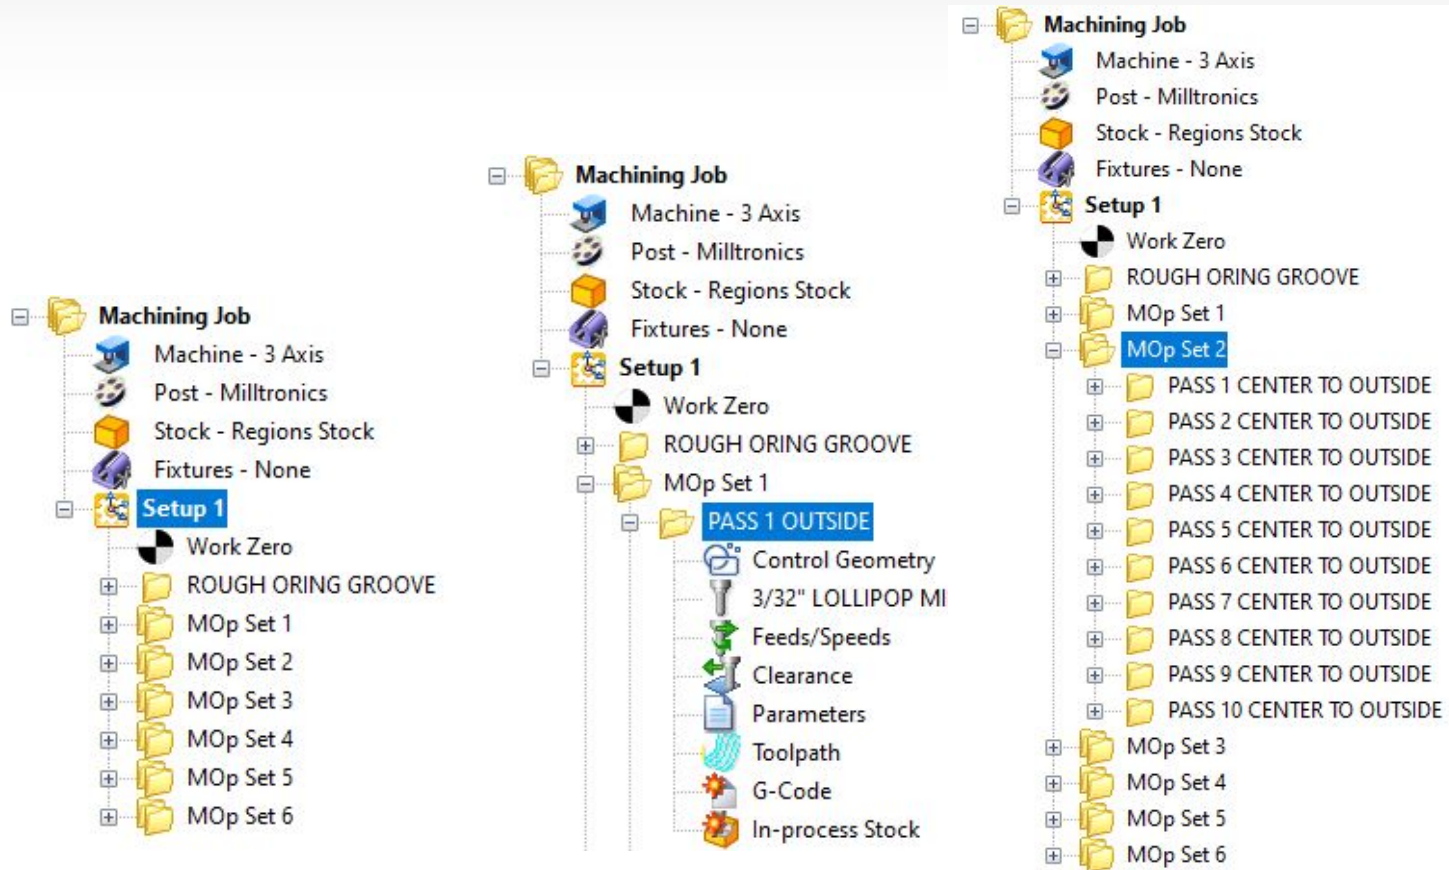 Machining Job
Machine - 3 Axis
Post - Milltronics
Stock - Regions Stock
Fixtures - None
Setup 1
Work Zero
ROUGH ORING GROOVE
MOp Set 1
MOp Set 2
MOp Set 3
MOp Set 4
MOp Set 5
MOp Set 6
Machining Job
Machine - 3 Axis
Post - Milltronics
Stock - Regions Stock
Fixtures - None
Setup 1
Work Zero
ROUGH ORING GROOVE
MOp Set 1
PASS 1 OUTSIDE
Control Geometry
3/32" LOLLIPOP MI
Feeds/Speeds
Clearance
Parameters
Toolpath
G-Code
In-process Stock
Machining Job
Machine - 3 Axis
Post - Milltronics
Stock - Regions Stock
Fixtures - None
Setup 1
Work Zero
ROUGH ORING GROOVE
MOp Set 1
MOp Set 2
PASS 1 CENTER TO OUTSIDE
PASS 2 CENTER TO OUTSIDE
PASS 3 CENTER TO OUTSIDE
PASS 4 CENTER TO OUTSIDE
PASS 5 CENTER TO OUTSIDE
PASS 6 CENTER TO OUTSIDE
PASS 7 CENTER TO OUTSIDE
PASS 8 CENTER TO OUTSIDE
PASS 9 CENTER TO OUTSIDE
PASS 10 CENTER TO OUTSIDE
MOp Set 3
MOp Set 4
MOp Set 5
MOp Set 6